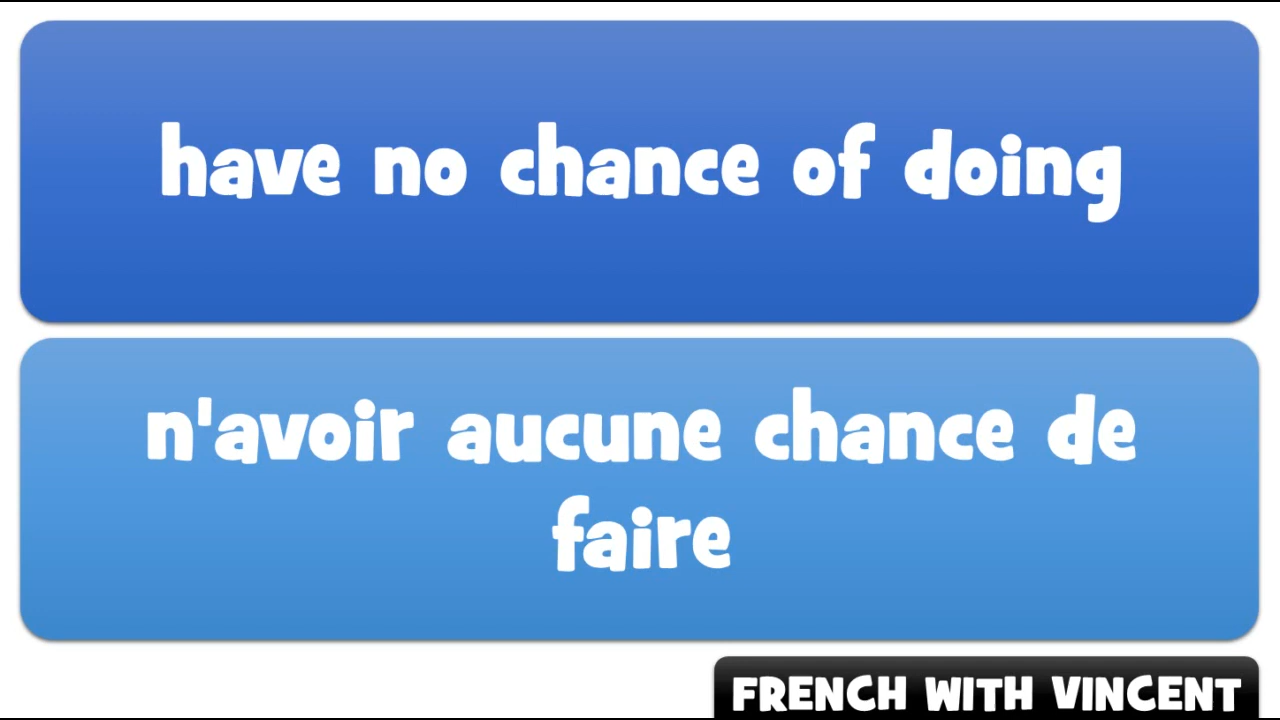 have no chance of doing
n'avoir aucune chance de
faire
FRENCH WITH VINCENT